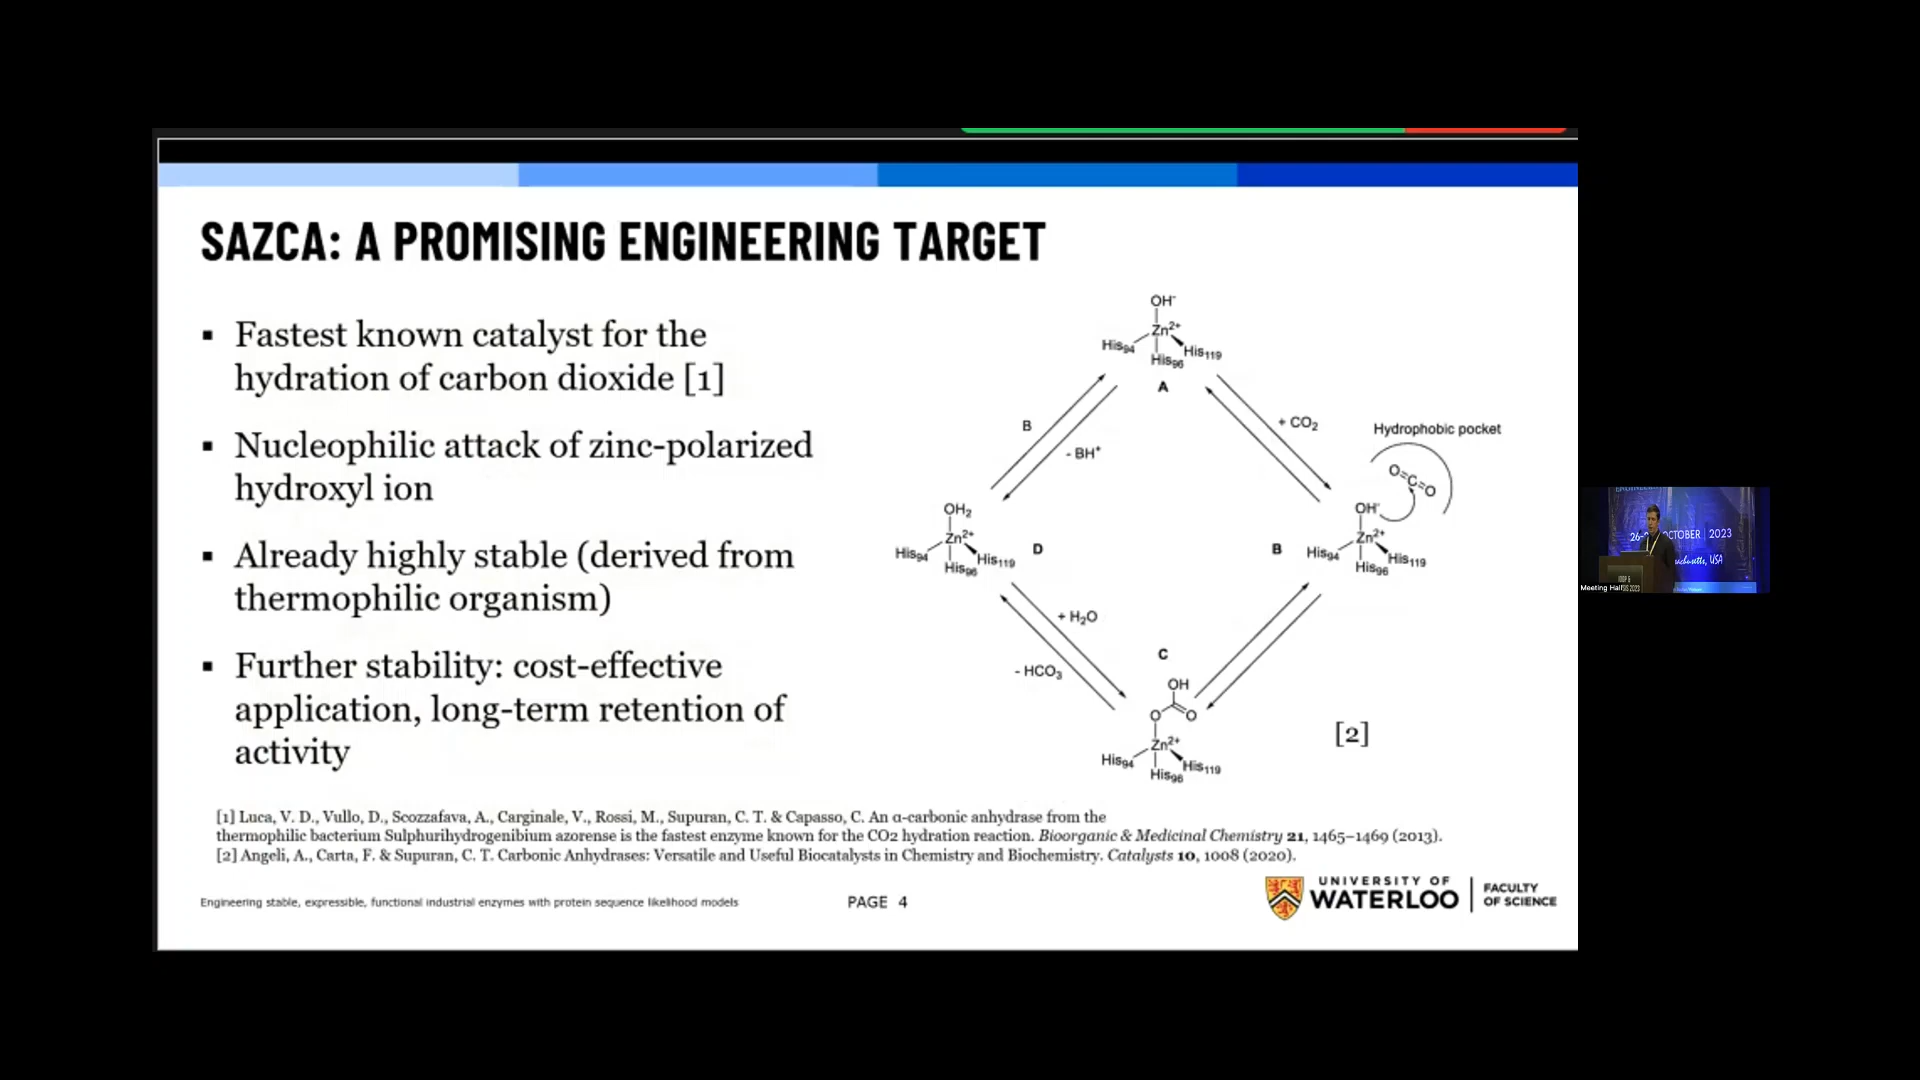 SAZCA: A PROMISING ENGINEERING TARGET
▪ Fastest known catalyst for the
hydration of carbon dioxide [1]
▪ Nucleophilic attack of zinc-polarized
hydroxyl ion
▪ Already highly stable (derived from
thermophilic organism)
▪ Further stability: cost-effective
application, long-term retention of
activity
OH⁻
Zn²⁺
His₉₄
His₉₆
His₁₁₉
A
B
- BH⁺
+ CO₂
Hydrophobic pocket
O=C=O
OH₂
Zn²⁺
His₉₄
His₉₆
His₁₁₉
D
B
OH⁻
Zn²⁺
His₉₄
His₉₆
His₁₁₉
+ H₂O
- HCO₃
C
OH
O
O
Zn²⁺
His₉₄
His₉₆
His₁₁₉
[2]
[1] Luca, V. D., Vullo, D., Scozzafava, A., Carginale, V., Rossi, M., Supuran, C. T. & Capasso, C. An α-carbonic anhydrase from the
thermophilic bacterium Sulphurihydrogenibium azorense is the fastest enzyme known for the CO2 hydration reaction. Bioorganic & Medicinal Chemistry 21, 1465–1469 (2013).
[2] Angeli, A., Carta, F. & Supuran, C. T. Carbonic Anhydrases: Versatile and Useful Biocatalysts in Chemistry and Biochemistry. Catalysts 10, 1008 (2020).
Engineering stable, expressible, functional industrial enzymes with protein sequence likelihood models
PAGE 4
UNIVERSITY OF
WATERLOO
FACULTY
OF SCIENCE
2023
USA
Meeting Hall